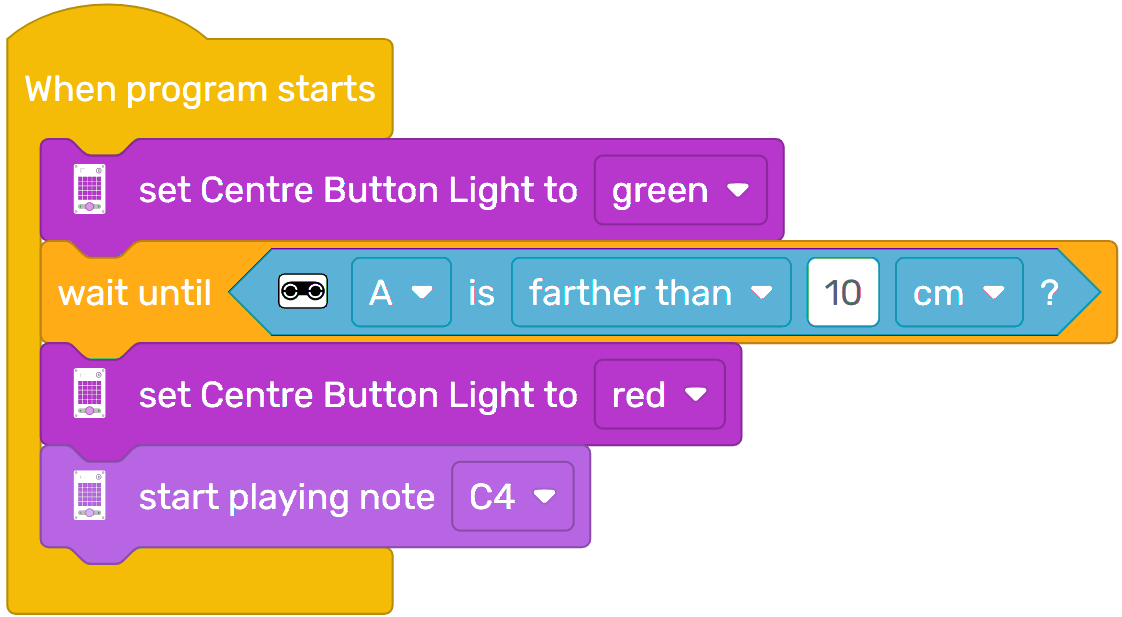 When program starts
set Centre Button Light to green
wait until A is farther than 10 cm ?
set Centre Button Light to red
start playing note C4